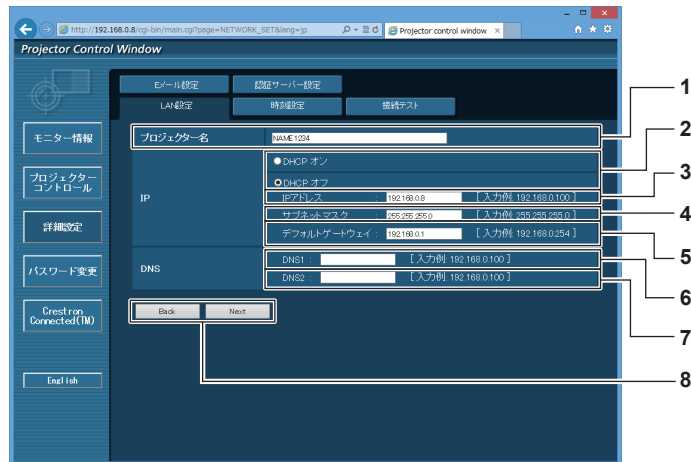 http://192.168.0.8/cgi-bin/main.cgi?page=NETWORK_SET&lang=jp
Projector control window
Projector Control Window
Eメール設定 認証サーバー設定
LAN設定 時刻設定 接続テスト
モニター情報
プロジェクター
コントロール
詳細設定
パスワード変更
Crestron
Connected(TM)
English
プロジェクター名 NAME1234
IP
DHCP オン
DHCP オフ
IPアドレス : 192.168.0.8 [ 入力例: 192.168.0.100 ]
サブネットマスク : 255.255.255.0 [ 入力例: 255.255.255.0 ]
デフォルトゲートウェイ : 192.168.0.1 [ 入力例: 192.168.0.254 ]
DNS
DNS1 : [ 入力例: 192.168.0.100 ]
DNS2 : [ 入力例: 192.168.0.100 ]
Back Next
1
2
3
4
5
6
7
8